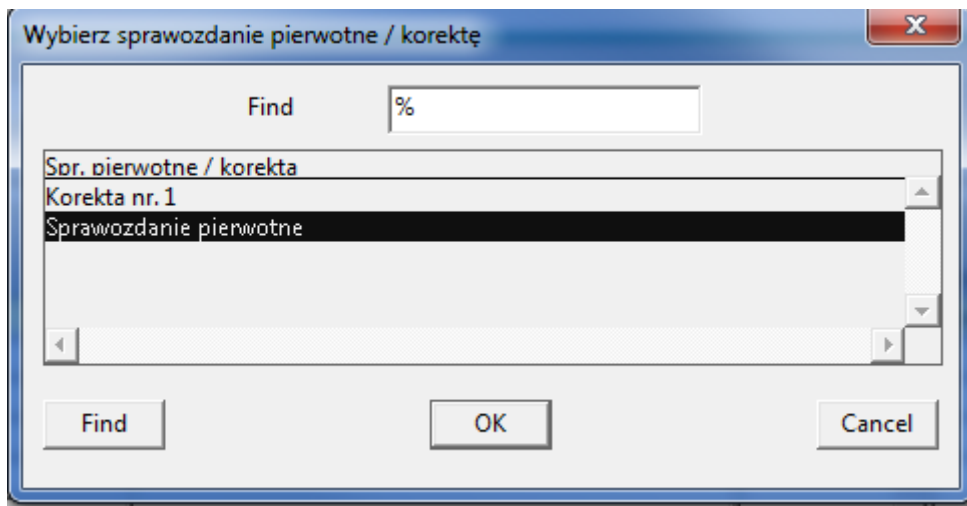 Wybierz sprawozdanie pierwotne / korektę
Find %
Spr. pierwotne / korekta
Korekta nr. 1
Sprawozdanie pierwotne
Find OK Cancel